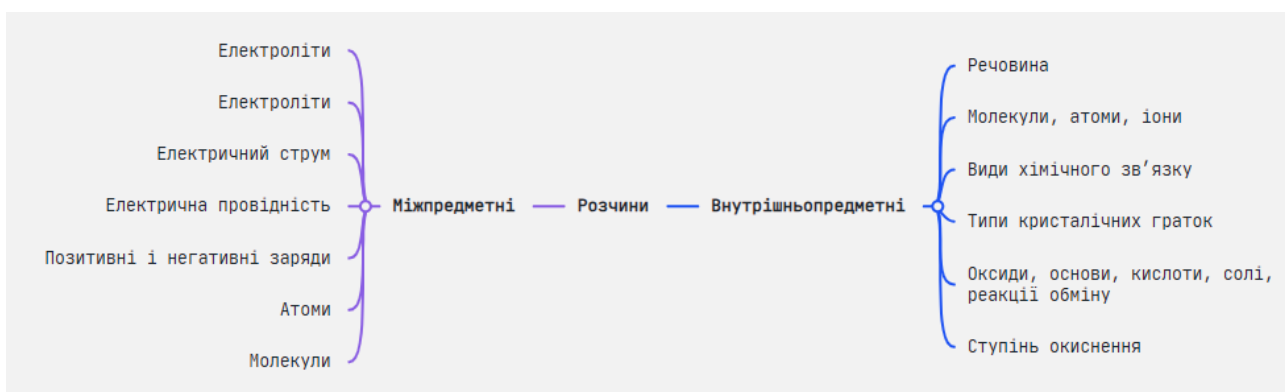 Електроліти
Електроліти
Електричний струм
Електрична провідність
Позитивні і негативні заряди
Атоми
Молекули
Міжпредметні
Розчини
Внутрішньопредметні
Речовина
Молекули, атоми, іони
Види хімічного зв’язку
Типи кристалічних граток
Оксиди, основи, кислоти, солі,
реакції обміну
Ступінь окиснення